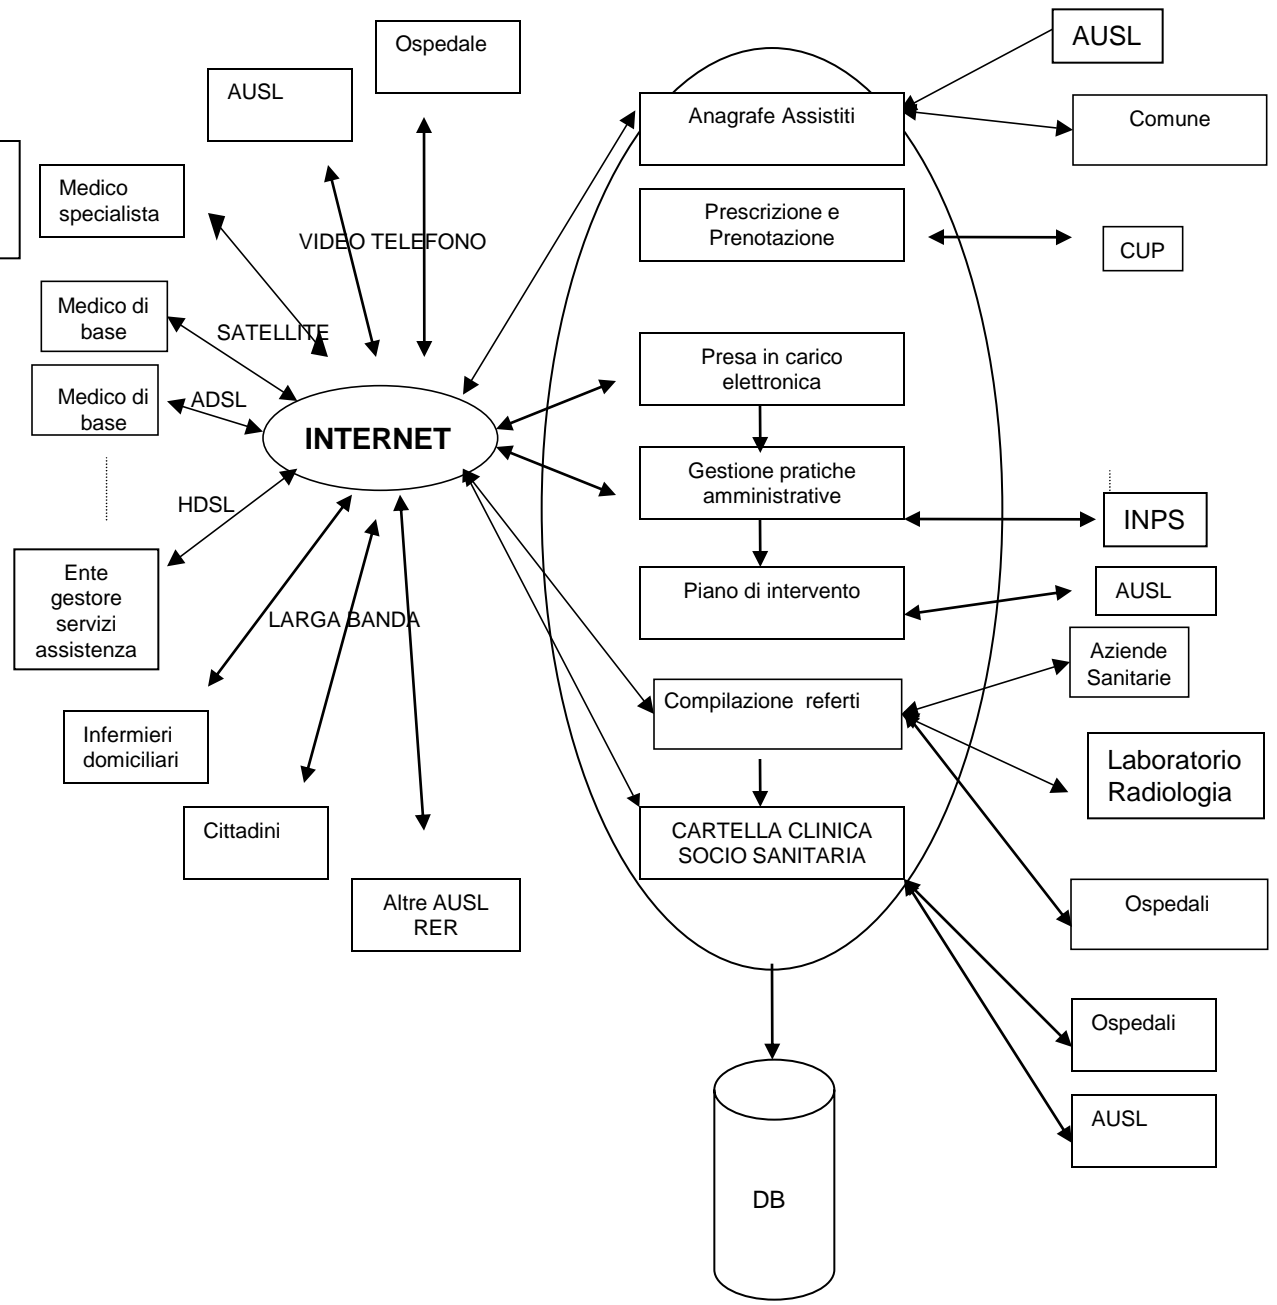 Ospedale
AUSL
Medico
specialista
VIDEO TELEFONO
Medico di
base
SATELLITE
Medico di
base
ADSL
INTERNET
HDSL
Ente
gestore
servizi
assistenza
LARGA BANDA
Infermieri
domiciliari
Cittadini
Altre AUSL
RER
Anagrafe Assistiti
Prescrizione e
Prenotazione
Presa in carico
elettronica
Gestione pratiche
amministrative
Piano di intervento
Compilazione referti
CARTELLA CLINICA
SOCIO SANITARIA
DB
AUSL
Comune
CUP
INPS
AUSL
Aziende
Sanitarie
Laboratorio
Radiologia
Ospedali
Ospedali
AUSL